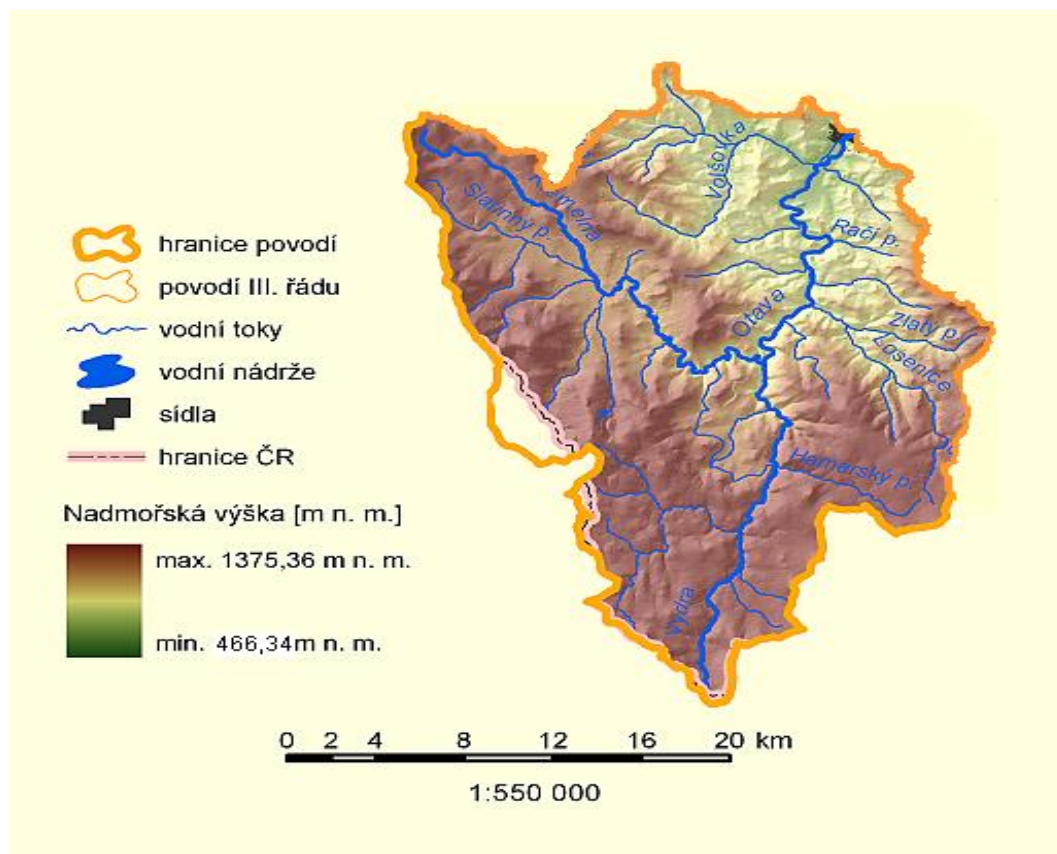 Volšovka
Křemelná
Slatinný p.
Račí p.
Otava
Zlatý p.
Losenice
Hamerský p.
Vydra
hranice povodí
povodí III. řádu
vodní toky
vodní nádrže
sídla
hranice ČR
Nadmořská výška [m n. m.]
max. 1375,36 m n. m.
min. 466,34m n. m.
0 2 4 8 12 16 20 km
1:550 000